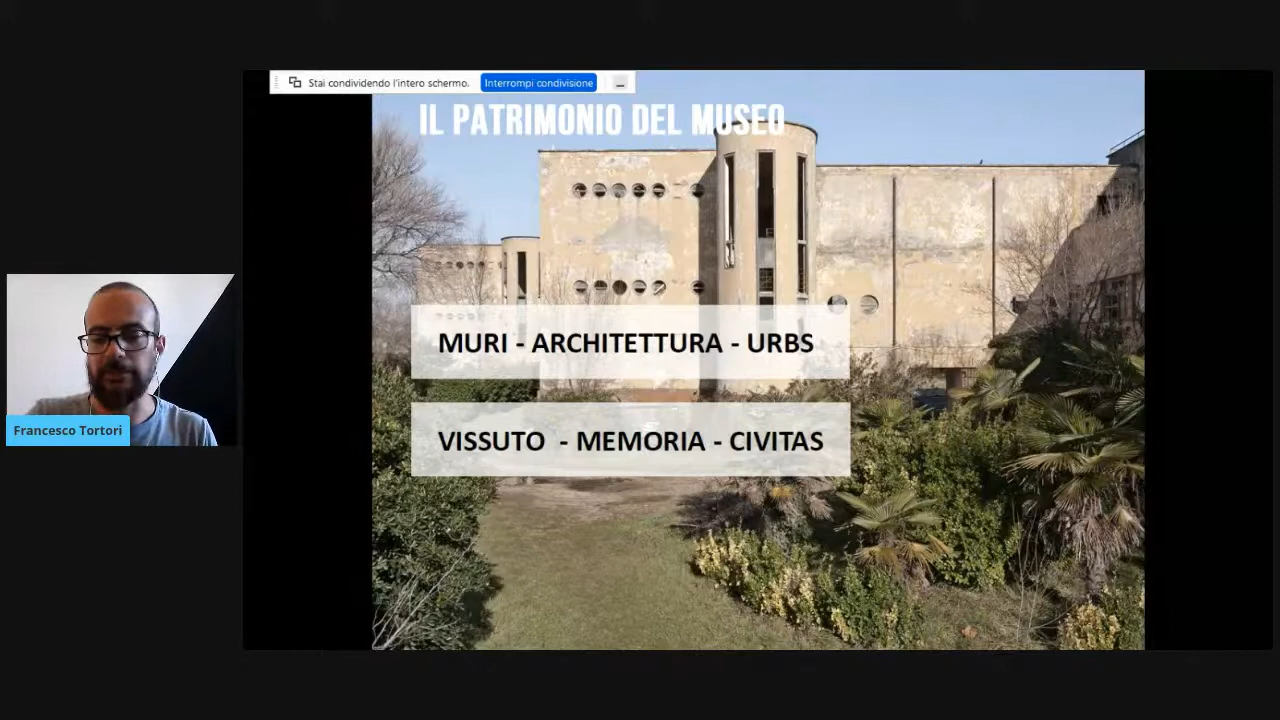 Stai condividendo l'intero schermo. Interrompi condivisione
IL PATRIMONIO DEL MUSEO
MURI - ARCHITETTURA - URBS
VISSUTO - MEMORIA - CIVITAS
Francesco Tortori